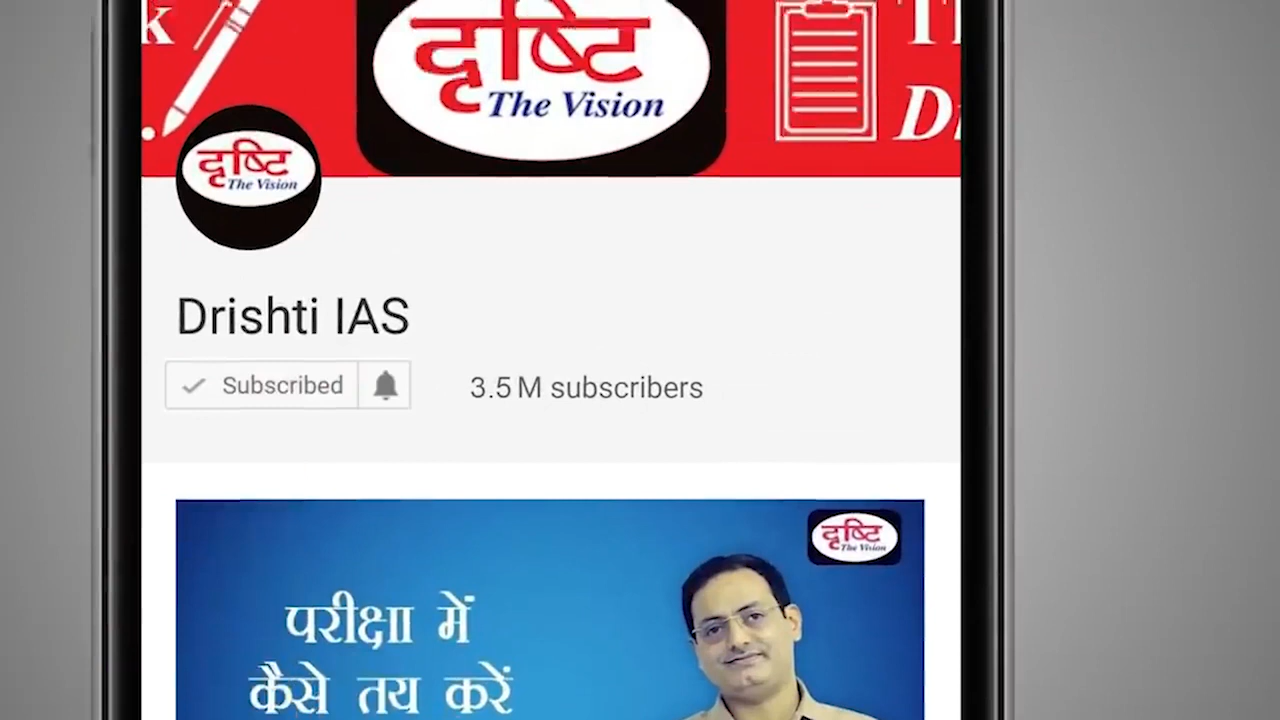 दृष्टि
The Vision
दृष्टि
The Vision
Drishti IAS
Subscribed
3.5 M subscribers
दृष्टि
The Vision
परीक्षा में
कैसे तय करें